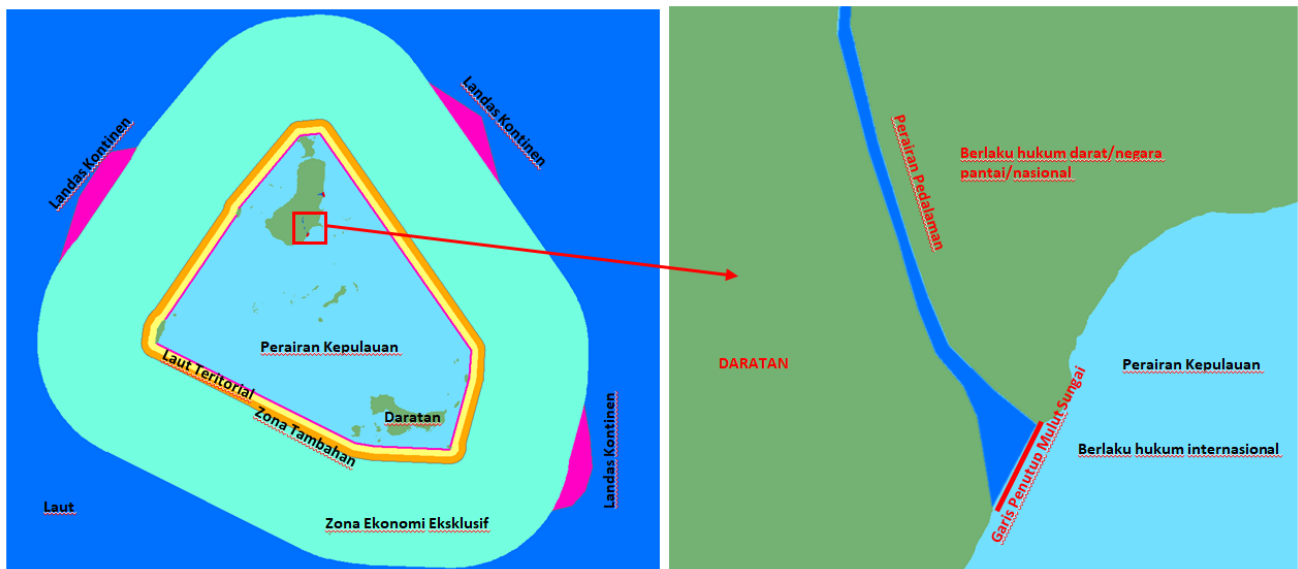 Landas Kontinen
Landas Kontinen
Perairan Kepulauan
Laut Teritorial
Zona Tambahan
Daratan
Landas Kontinen
Laut
Zona Ekonomi Eksklusif
Perairan Pedalaman
Berlaku hukum darat/negara
pantai/nasional
DARATAN
Perairan Kepulauan
Garis Penutup Mulut Sungai
Berlaku hukum internasional